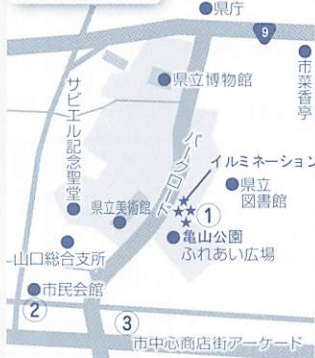 県庁
9
市菜香亭
県立博物館
サビエル記念聖堂
パークロード
イルミネーション
県立
図書館
県立美術館
①
亀山公園
ふれあい広場
山口総合支所
市民会館
②
③
市中心商店街アーケード